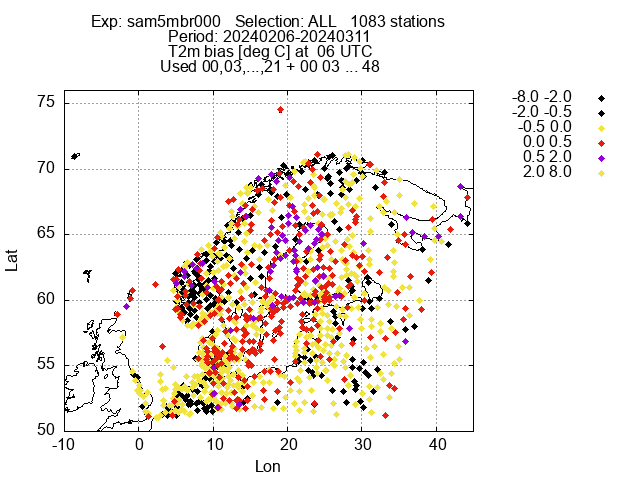 Exp: sam5mbr000   Selection: ALL   1083 stations
Period: 20240206-20240311
T2m bias [deg C] at  06 UTC
Used 00,03,...,21 + 00 03 ... 48
-8.0 -2.0
-2.0 -0.5
-0.5 0.0
0.0 0.5
0.5 2.0
2.0 8.0
75
70
65
60
55
50
Lat
-10 0 10 20 30 40
Lon